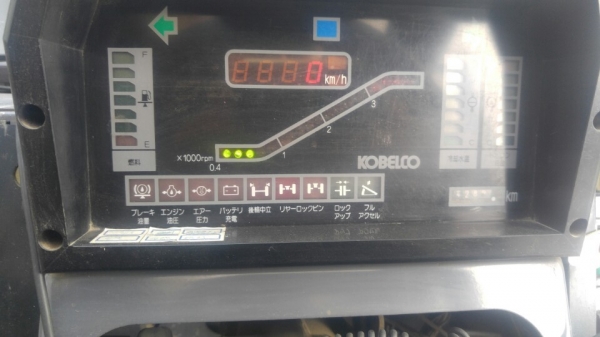 F
0 km/h
3
2
1
E
燃料
×1000rpm
0.4
KOBELCO
C
km
ブレーキ エンジン エアー バッテリ 後輪中立 リヤーロックピン ロック フル
油圧 圧力 充電 アップ アクセル